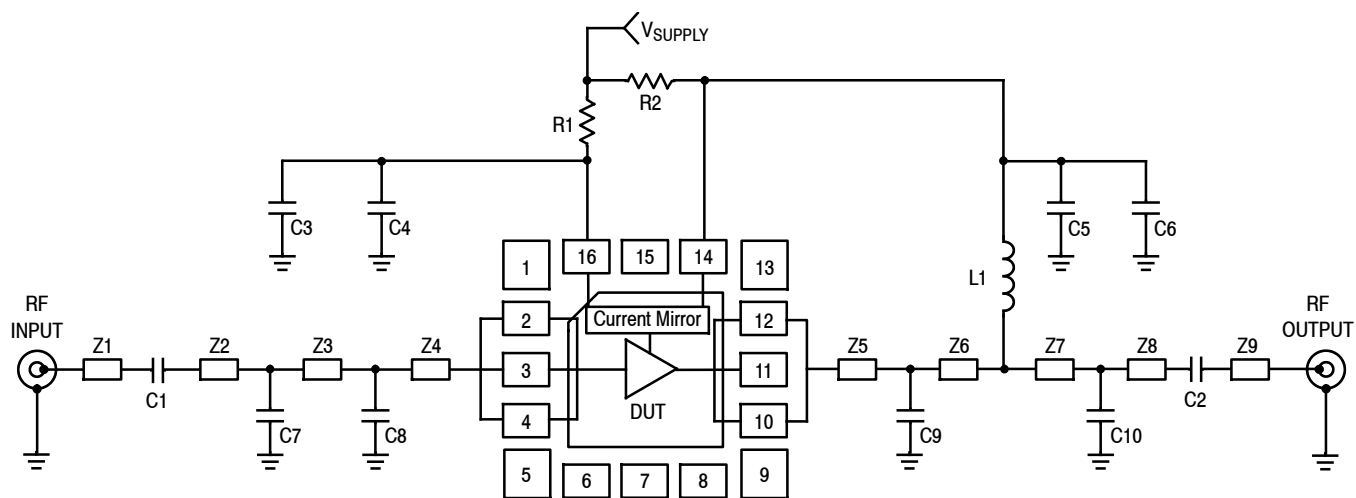 VSUPPLY
R2
R1
C3
C4
C5
C6
1
16
15
14
13
L1
RF
INPUT
RF
OUTPUT
2
Current Mirror
12
Z1
Z2
Z3
Z4
3
11
Z5
Z6
Z7
Z8
Z9
C1
DUT
C2
4
10
C7
C8
C9
C10
5
6
7
8
9